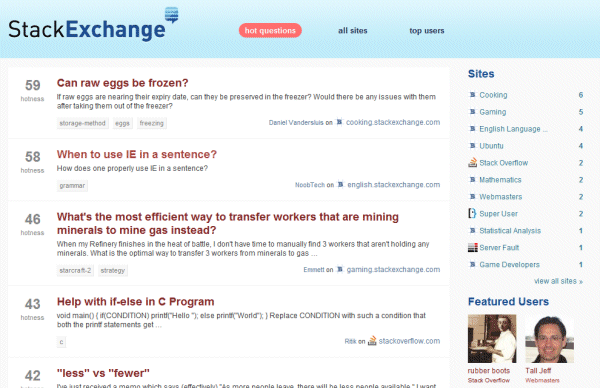 StackExchange
hot questions
all sites
top users
59
hotness
Can raw eggs be frozen?
If raw eggs are nearing their expiry date, can they be preserved in the freezer? Would there be any issues with them
after taking them out of the freezer?
storage-method eggs freezing
Daniel Vandersluis on cooking.stackexchange.com
58
hotness
When to use IE in a sentence?
How does one properly use IE in a sentence?
grammar
NoobTech on english.stackexchange.com
46
hotness
What's the most efficient way to transfer workers that are mining
minerals to mine gas instead?
When my Refinery finishes in the heat of battle, I don't have time to manually find 3 workers that aren't holding any
minerals. What is the optimal way to transfer 3 workers from minerals to gas ...
starcraft-2 strategy
Emmett on gaming.stackexchange.com
43
hotness
Help with if-else in C Program
void main() { if(CONDITION) printf("Hello "); else printf("World"); } Replace CONDITION with such a condition that
both the printf statements get ...
c
Ritik on stackoverflow.com
42
"less" vs "fewer"
I've just received a memo which says (effectively) "As more people leave, there will be less people available." I want
Sites
Cooking 6
Gaming 5
English Language ... 4
Ubuntu 4
Stack Overflow 2
Mathematics 2
Webmasters 2
Super User 2
Statistical Analysis 1
Server Fault 1
Game Developers 1
view all sites »
Featured Users
rubber boots
Stack Overflow
Tall Jeff
Webmasters